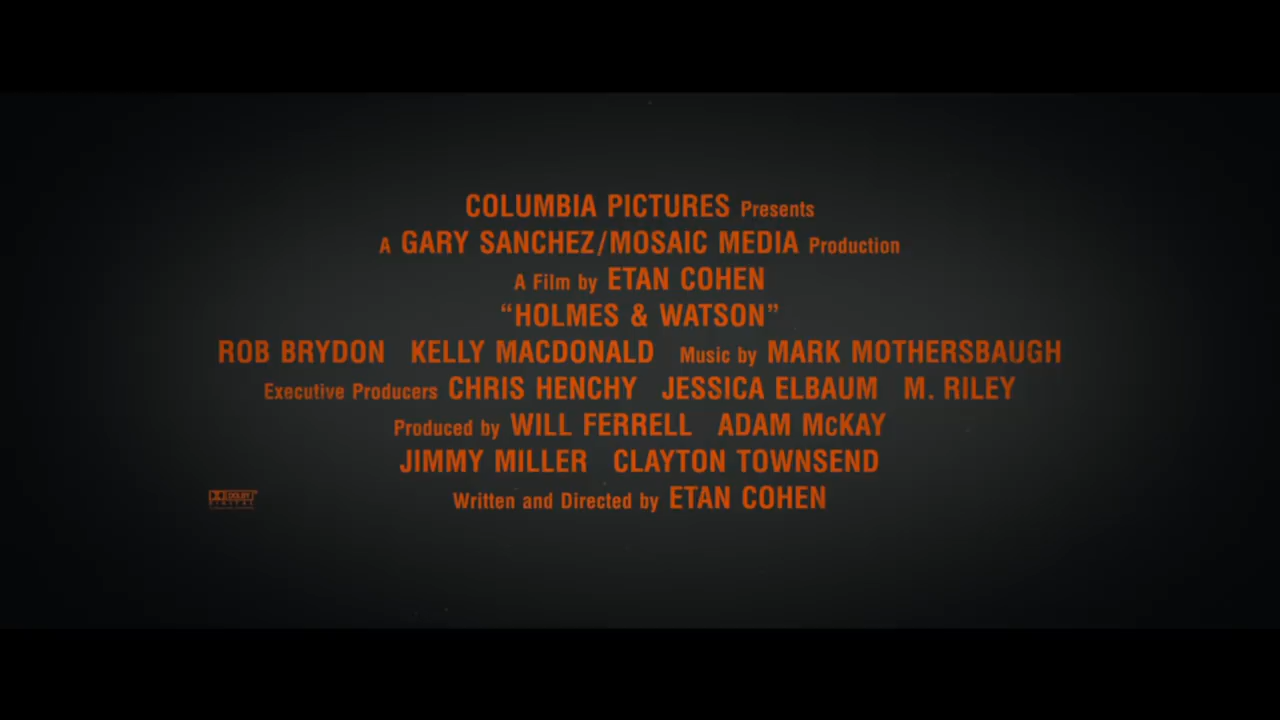 COLUMBIA PICTURES Presents
A GARY SANCHEZ/MOSAIC MEDIA Production
A Film by ETAN COHEN
“HOLMES & WATSON”
ROB BRYDON KELLY MACDONALD Music by MARK MOTHERSBAUGH
Executive Producers CHRIS HENCHY JESSICA ELBAUM M. RILEY
Produced by WILL FERRELL ADAM McKAY
JIMMY MILLER CLAYTON TOWNSEND
Written and Directed by ETAN COHEN
DOLBY
DIGITAL